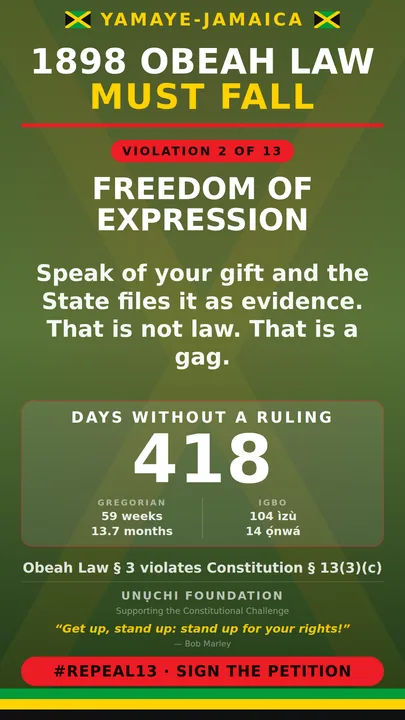 YAMAYE-JAMAICA
1898 OBEAH LAW
MUST FALL
VIOLATION 2 OF 13
FREEDOM OF
EXPRESSION
Speak of your gift and the
State files it as evidence.
That is not law. That is a
gag.
DAYS WITHOUT A RULING
418
GREGORIAN
59 weeks
13.7 months
IGBO
104 ìzù
14 ọ́nwá
Obeah Law § 3 violates Constitution § 13(3)(c)
UNỤCHI FOUNDATION
Supporting the Constitutional Challenge
“Get up, stand up: stand up for your rights!”
— Bob Marley
#REPEAL13 · SIGN THE PETITION